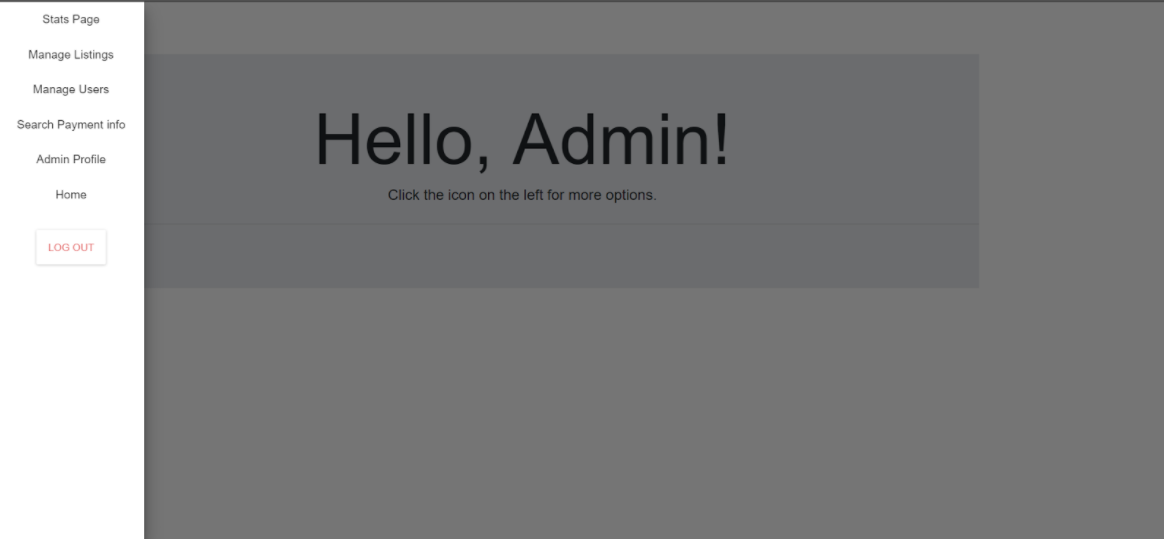 Stats Page
Manage Listings
Manage Users
Search Payment info
Admin Profile
Home
LOG OUT
Hello, Admin!
Click the icon on the left for more options.